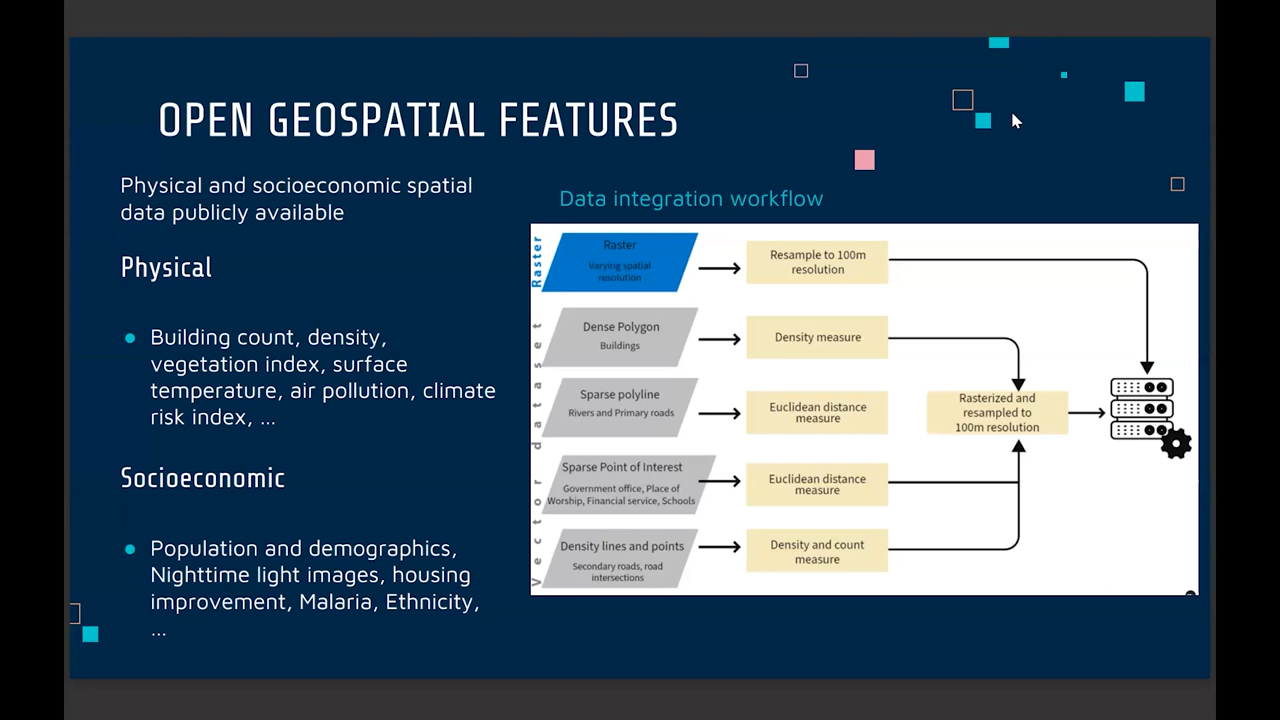 OPEN GEOSPATIAL FEATURES
Physical and socioeconomic spatial
data publicly available
Physical
Building count, density,
vegetation index, surface
temperature, air pollution, climate
risk index, ...
Socioeconomic
Population and demographics,
Nighttime light images, housing
improvement, Malaria, Ethnicity,
...
Data integration workflow
Raster
Raster
Varying spatial
resolution
Resample to 100m
resolution
Vector dataset
Dense Polygon
Buildings
Density measure
Sparse polyline
Rivers and Primary roads
Euclidean distance
measure
Rasterized and
resampled to
100m resolution
Sparse Point of Interest
Government office, Place of
Worship, Financial service, Schools
Euclidean distance
measure
Density lines and points
Secondary roads, road
intersections
Density and count
measure